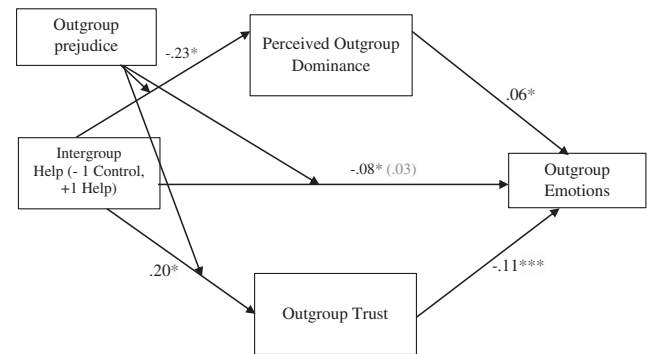 Outgroup
prejudice
-.23*
Perceived Outgroup
Dominance
.06*
Intergroup
Help (- 1 Control,
+1 Help)
-.08* (.03)
Outgroup
Emotions
.20*
Outgroup Trust
-.11***